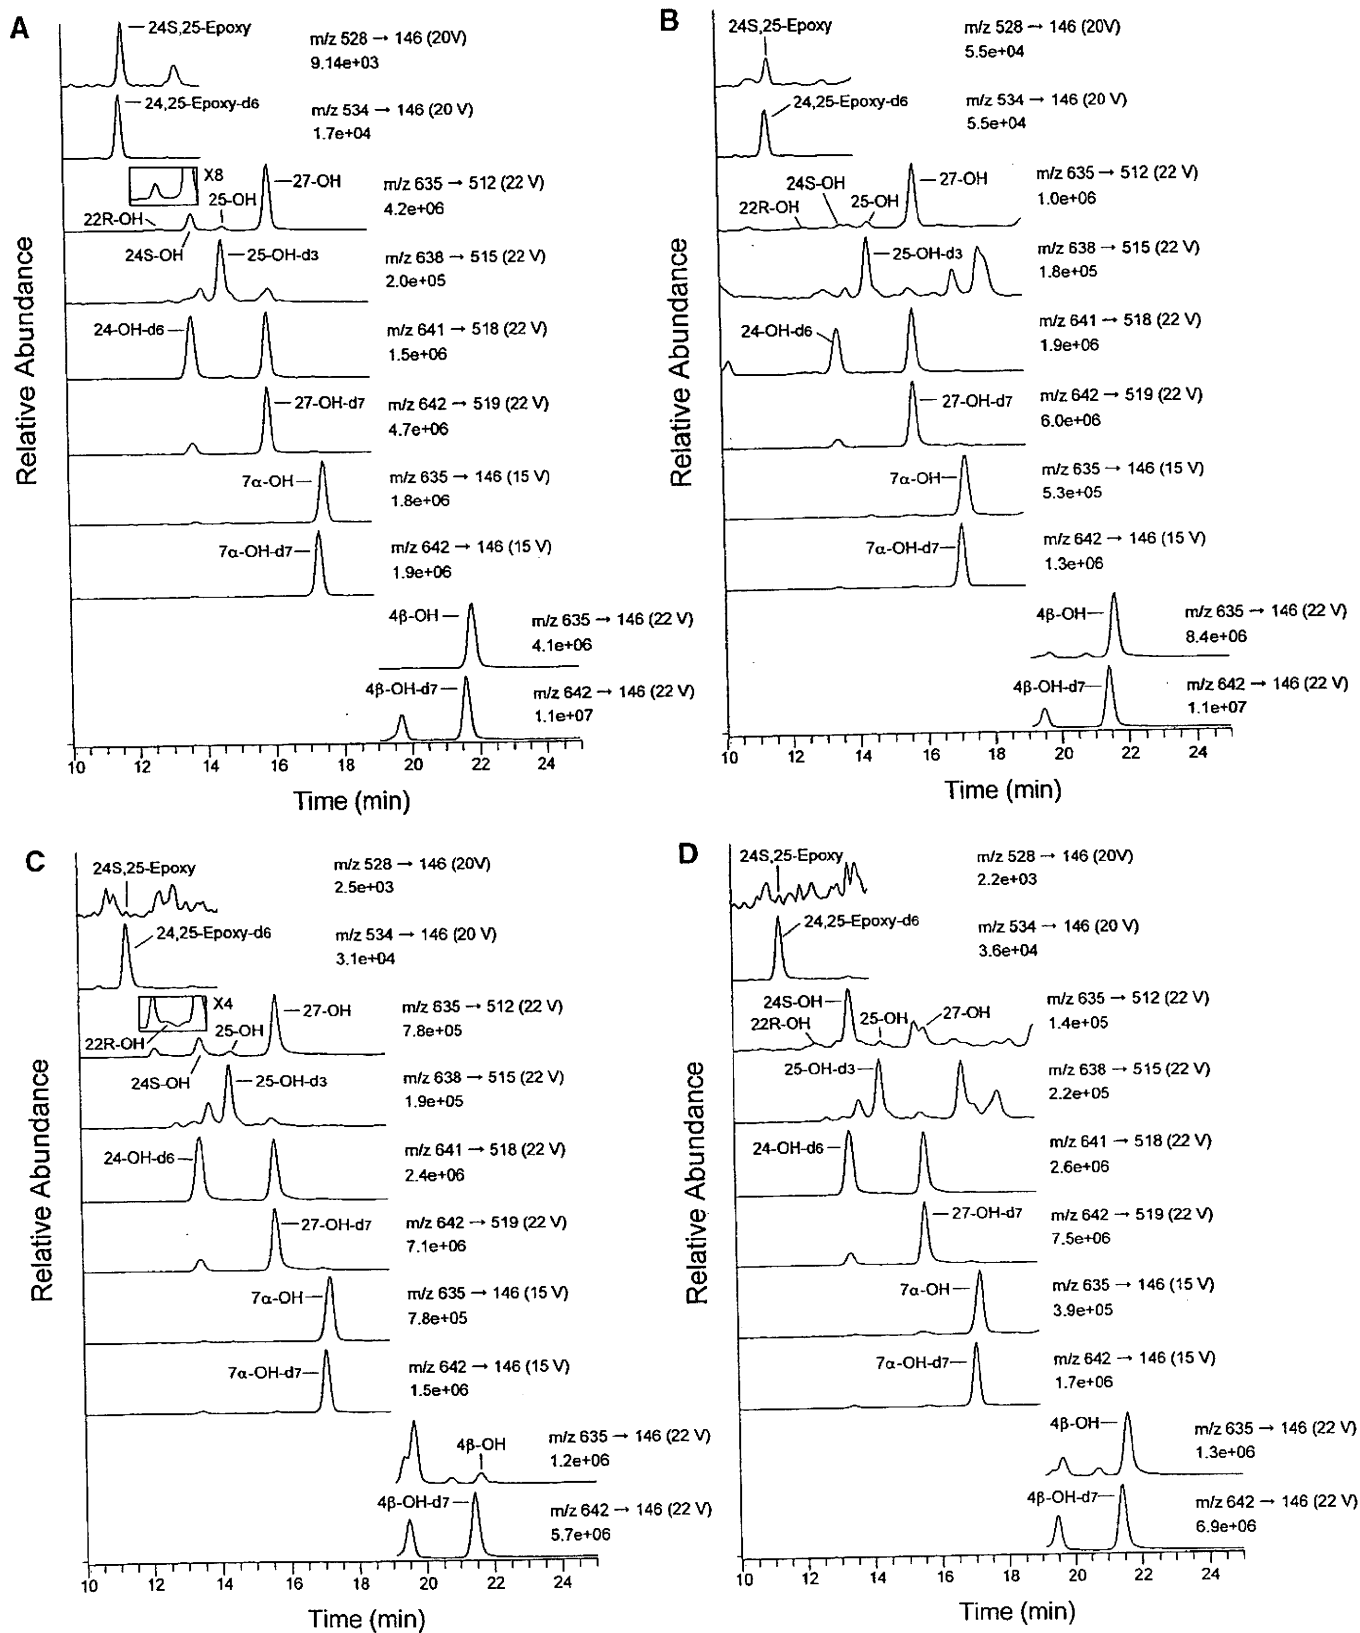 A
24S,25-Epoxy
m/z 528 → 146 (20V)
9.14e+03
24,25-Epoxy-d6
m/z 534 → 146 (20 V)
1.7e+04
X8
27-OH
m/z 635 → 512 (22 V)
4.2e+06
25-OH
22R-OH
24S-OH
25-OH-d3
m/z 638 → 515 (22 V)
2.0e+05
24-OH-d6
m/z 641 → 518 (22 V)
1.5e+06
27-OH-d7
m/z 642 → 519 (22 V)
4.7e+06
7α-OH
m/z 635 → 146 (15 V)
1.8e+06
7α-OH-d7
m/z 642 → 146 (15 V)
1.9e+06
4β-OH
m/z 635 → 146 (22 V)
4.1e+06
4β-OH-d7
m/z 642 → 146 (22 V)
1.1e+07
Relative Abundance
10 12 14 16 18 20 22 24
Time (min)
B
24S,25-Epoxy
m/z 528 → 146 (20V)
5.5e+04
24,25-Epoxy-d6
m/z 534 → 146 (20 V)
5.5e+04
24S-OH
27-OH
m/z 635 → 512 (22 V)
1.0e+06
22R-OH
25-OH
25-OH-d3
m/z 638 → 515 (22 V)
1.8e+05
24-OH-d6
m/z 641 → 518 (22 V)
1.9e+06
27-OH-d7
m/z 642 → 519 (22 V)
6.0e+06
7α-OH
m/z 635 → 146 (15 V)
5.3e+05
7α-OH-d7
m/z 642 → 146 (15 V)
1.3e+06
4β-OH
m/z 635 → 146 (22 V)
8.4e+06
4β-OH-d7
m/z 642 → 146 (22 V)
1.1e+07
Relative Abundance
10 12 14 16 18 20 22 24
Time (min)
C
24S,25-Epoxy
m/z 528 → 146 (20V)
2.5e+03
24,25-Epoxy-d6
m/z 534 → 146 (20 V)
3.1e+04
X4
27-OH
m/z 635 → 512 (22 V)
7.8e+05
25-OH
22R-OH
24S-OH
25-OH-d3
m/z 638 → 515 (22 V)
1.9e+05
24-OH-d6
m/z 641 → 518 (22 V)
2.4e+06
27-OH-d7
m/z 642 → 519 (22 V)
7.1e+06
7α-OH
m/z 635 → 146 (15 V)
7.8e+05
7α-OH-d7
m/z 642 → 146 (15 V)
1.5e+06
4β-OH
m/z 635 → 146 (22 V)
1.2e+06
4β-OH-d7
m/z 642 → 146 (22 V)
5.7e+06
Relative Abundance
10 12 14 16 18 20 22 24
Time (min)
D
24S,25-Epoxy
m/z 528 → 146 (20V)
2.2e+03
24,25-Epoxy-d6
m/z 534 → 146 (20 V)
3.6e+04
24S-OH
22R-OH
25-OH
27-OH
m/z 635 → 512 (22 V)
1.4e+05
25-OH-d3
m/z 638 → 515 (22 V)
2.2e+05
24-OH-d6
m/z 641 → 518 (22 V)
2.6e+06
27-OH-d7
m/z 642 → 519 (22 V)
7.5e+06
7α-OH
m/z 635 → 146 (15 V)
3.9e+05
7α-OH-d7
m/z 642 → 146 (15 V)
1.7e+06
4β-OH
m/z 635 → 146 (22 V)
1.3e+06
4β-OH-d7
m/z 642 → 146 (22 V)
6.9e+06
Relative Abundance
10 12 14 16 18 20 22 24
Time (min)